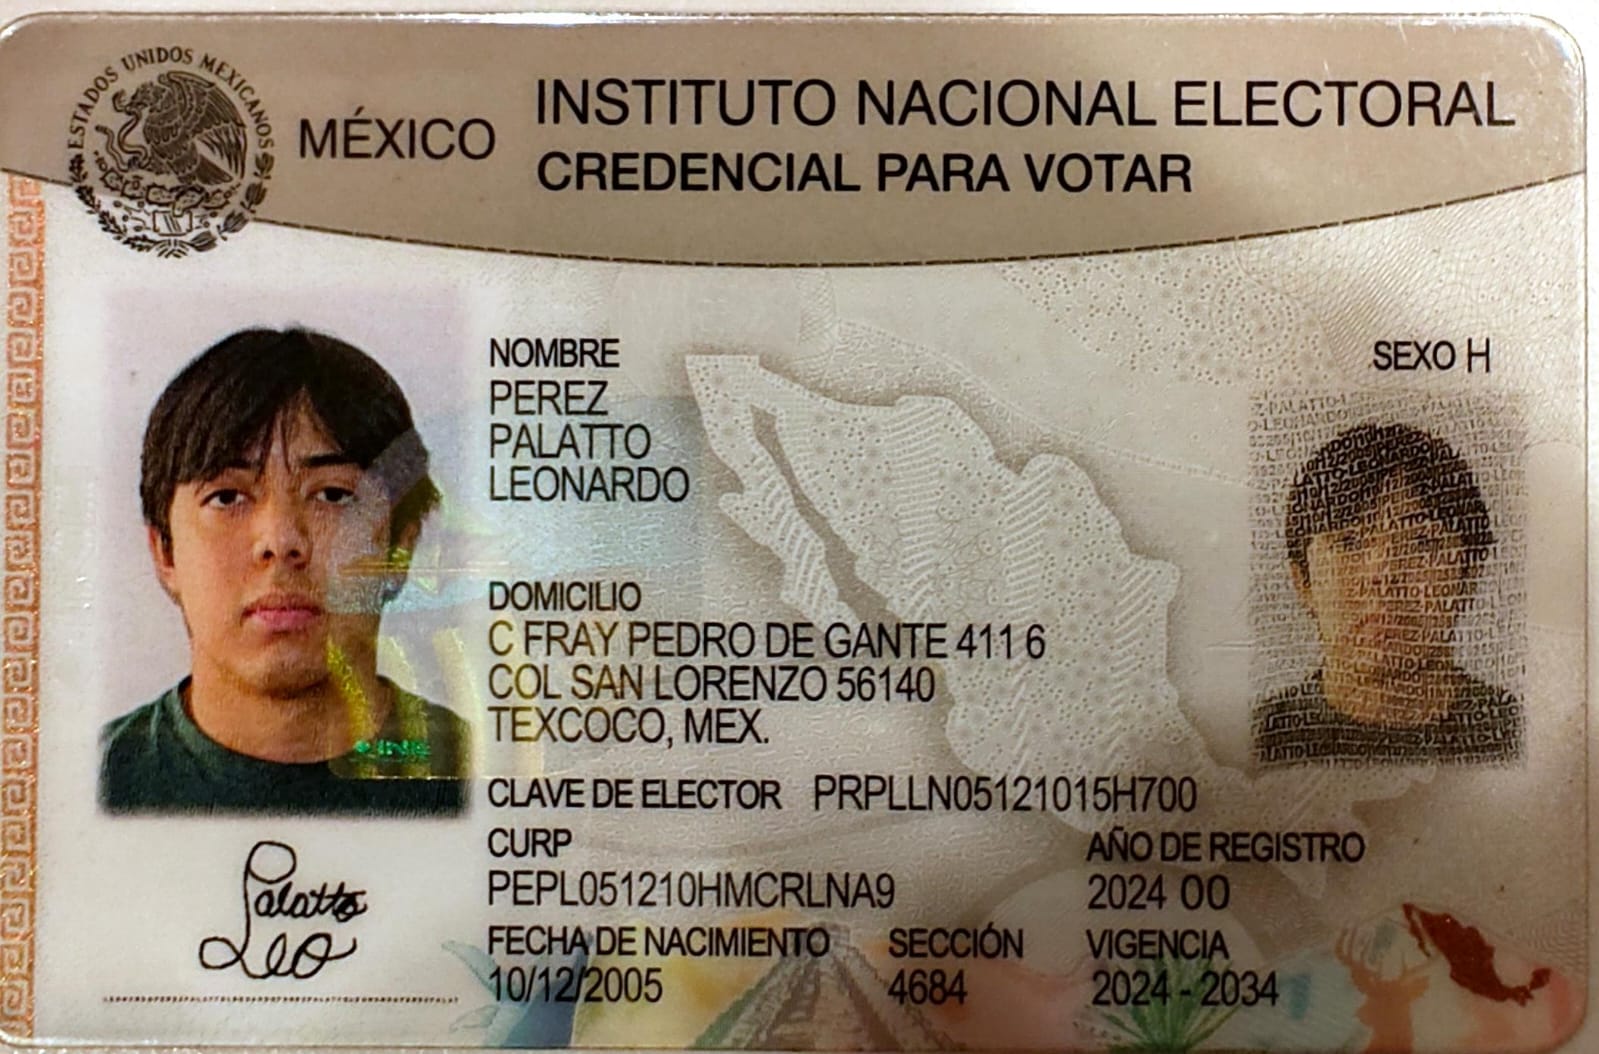 ESTADOS UNIDOS MEXICANOS
MÉXICO
INSTITUTO NACIONAL ELECTORAL
CREDENCIAL PARA VOTAR
NOMBRE
PEREZ
PALATTO
LEONARDO
SEXO H
DOMICILIO
C FRAY PEDRO DE GANTE 411 6
COL SAN LORENZO 56140
TEXCOCO, MEX.
INE
CLAVE DE ELECTOR PRPLLN05121015H700
CURP
PEPL051210HMCRLNA9
AÑO DE REGISTRO
2024 00
FECHA DE NACIMIENTO
10/12/2005
SECCIÓN
4684
VIGENCIA
2024 - 2034
Palatto
Leo